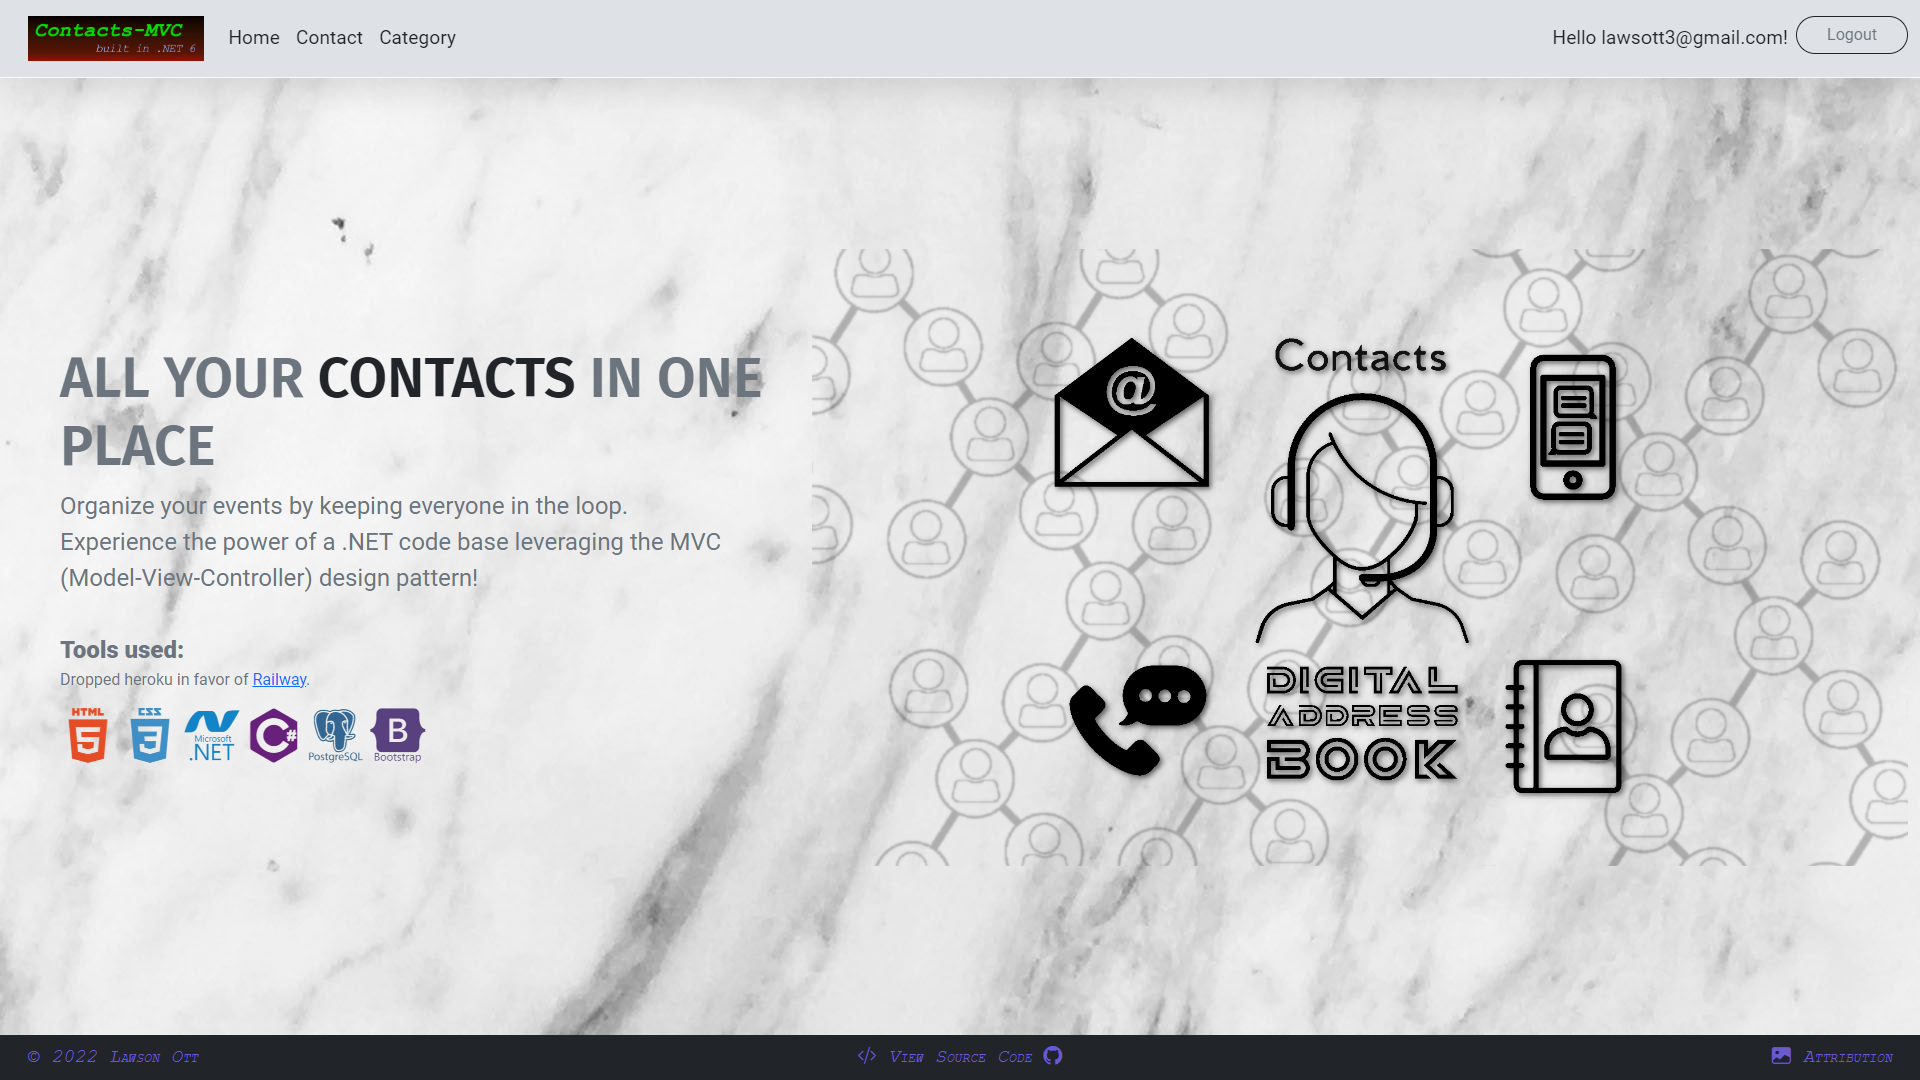 Contacts-MVC
built in .NET 6
Home Contact Category
Hello lawsott3@gmail.com! Logout
ALL YOUR CONTACTS IN ONE
PLACE
Organize your events by keeping everyone in the loop.
Experience the power of a .NET code base leveraging the MVC
(Model-View-Controller) design pattern!
Tools used:
Dropped heroku in favor of Railway.
HTML
5
CSS
3
Microsoft
.NET
C#
PostgreSQL
B
Bootstrap
Contacts
@
DIGITAL
ADDRESS
BOOK
© 2022 Lawson Ott
</> View Source Code
Attribution